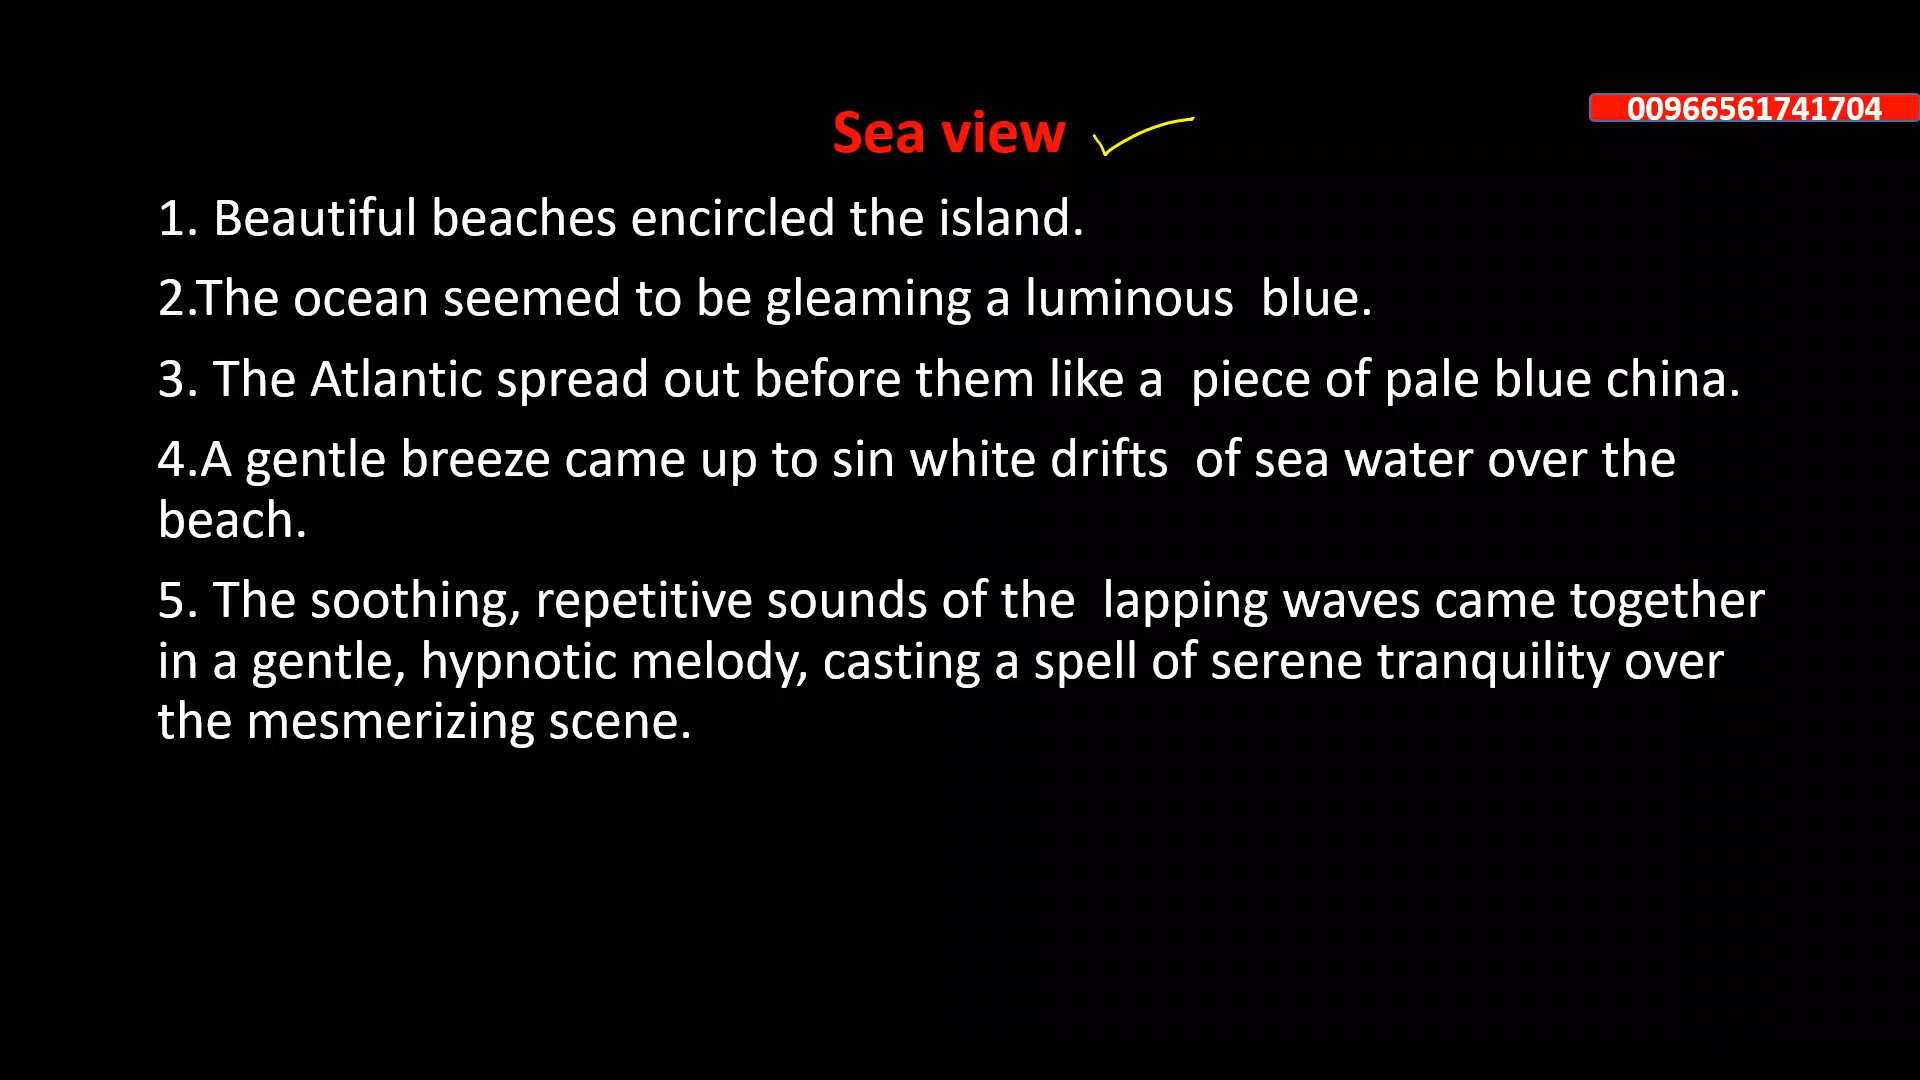 00966561741704
Sea view
1. Beautiful beaches encircled the island.
2.The ocean seemed to be gleaming a luminous  blue.
3. The Atlantic spread out before them like a  piece of pale blue china.
4.A gentle breeze came up to sin white drifts  of sea water over the
beach.
5. The soothing, repetitive sounds of the  lapping waves came together
in a gentle, hypnotic melody, casting a spell of serene tranquility over
the mesmerizing scene.